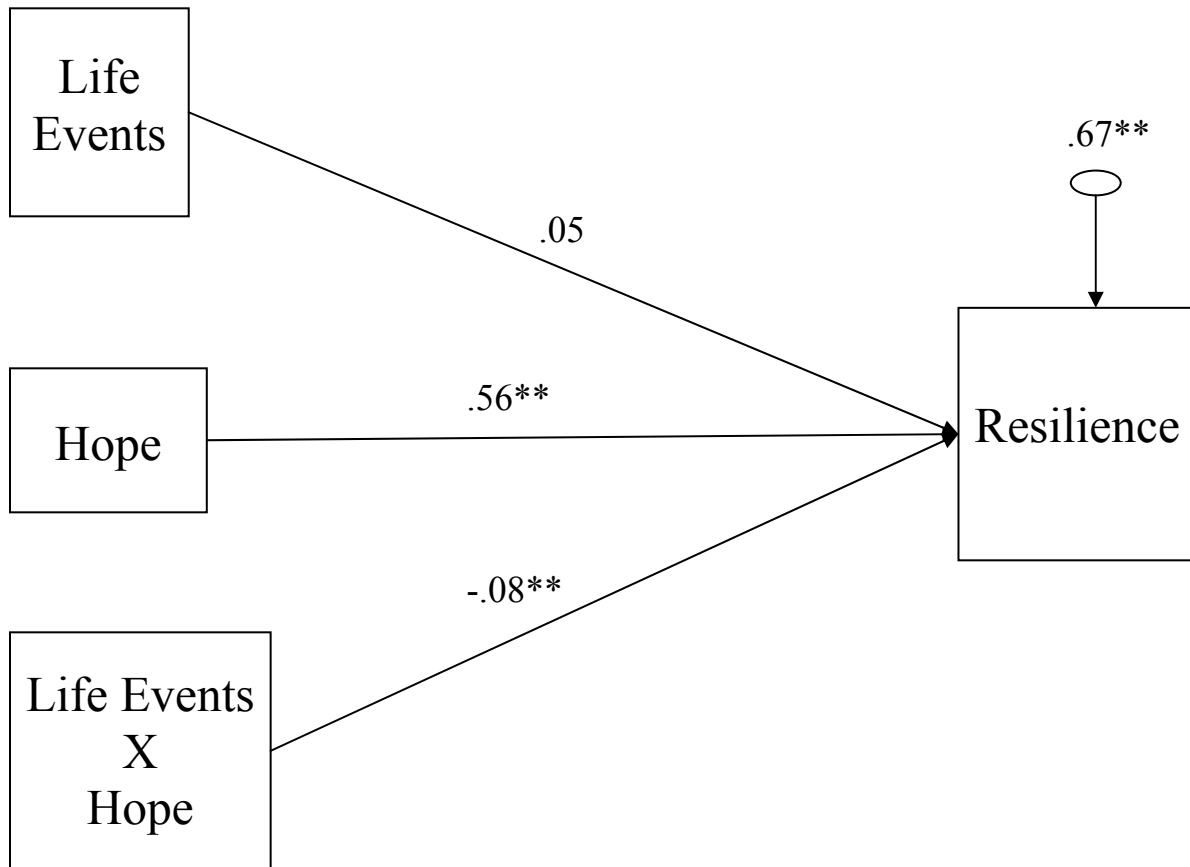 Life
Events
.67**
.05
Hope
.56**
Resilience
-.08**
Life Events
X
Hope